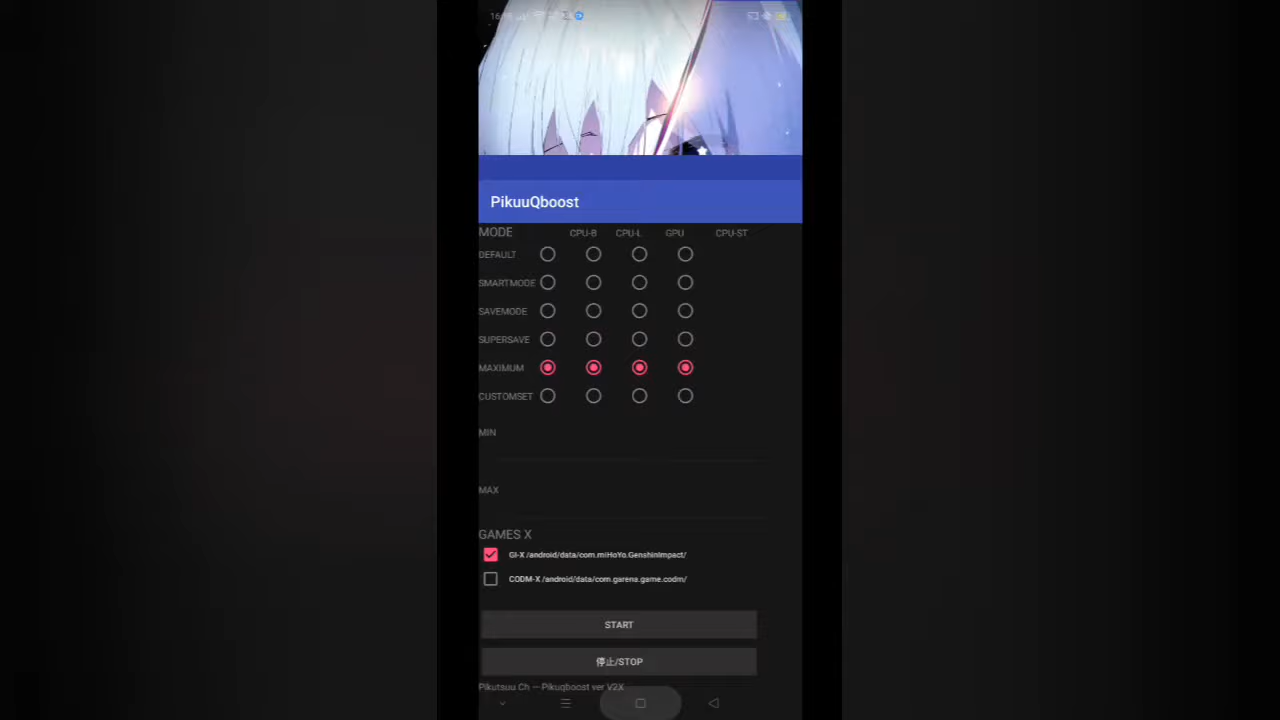 PikuuQboost
MODE CPU-B CPU-L GPU CPU-ST
DEFAULT
SMARTMODE
SAVEMODE
SUPERSAVE
MAXIMUM
CUSTOMSET
MIN
MAX
GAMES X
GI-X /android/data/com.miHoYo.GenshinImpact/
CODM-X /android/data/com.garena.game.codm/
START
停止/STOP
Pikutsuu Ch -- Pikuqboost ver V2X